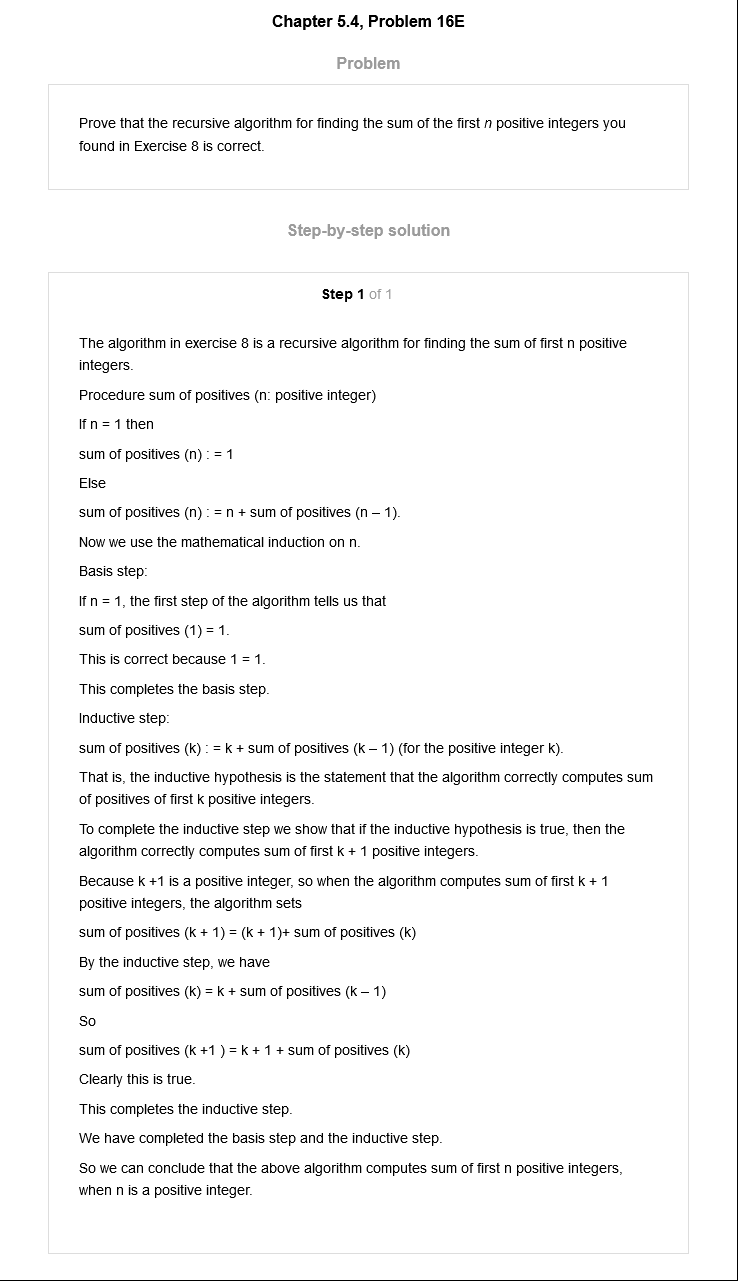 Chapter 5.4, Problem 16E
Problem
Prove that the recursive algorithm for finding the sum of the first n positive integers you
found in Exercise 8 is correct.
Step-by-step solution
Step 1 of 1
The algorithm in exercise 8 is a recursive algorithm for finding the sum of first n positive
integers.
Procedure sum of positives (n: positive integer)
If n = 1 then
sum of positives (n) : = 1
Else
sum of positives (n) : = n + sum of positives (n – 1).
Now we use the mathematical induction on n.
Basis step:
If n = 1, the first step of the algorithm tells us that
sum of positives (1) = 1.
This is correct because 1 = 1.
This completes the basis step.
Inductive step:
sum of positives (k) : = k + sum of positives (k – 1) (for the positive integer k).
That is, the inductive hypothesis is the statement that the algorithm correctly computes sum
of positives of first k positive integers.
To complete the inductive step we show that if the inductive hypothesis is true, then the
algorithm correctly computes sum of first k + 1 positive integers.
Because k +1 is a positive integer, so when the algorithm computes sum of first k + 1
positive integers, the algorithm sets
sum of positives (k + 1) = (k + 1)+ sum of positives (k)
By the inductive step, we have
sum of positives (k) = k + sum of positives (k – 1)
So
sum of positives (k +1 ) = k + 1 + sum of positives (k)
Clearly this is true.
This completes the inductive step.
We have completed the basis step and the inductive step.
So we can conclude that the above algorithm computes sum of first n positive integers,
when n is a positive integer.